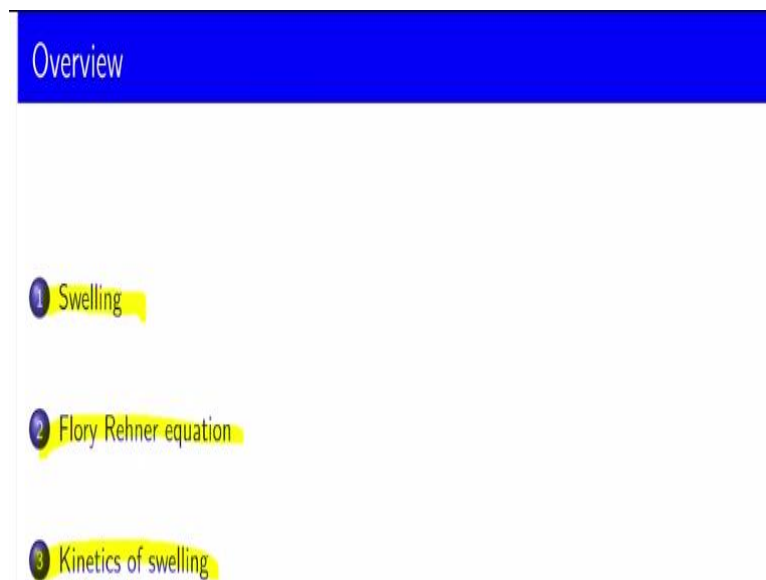 Overview
1 Swelling
2 Flory Rehner equation
3 Kinetics of swelling